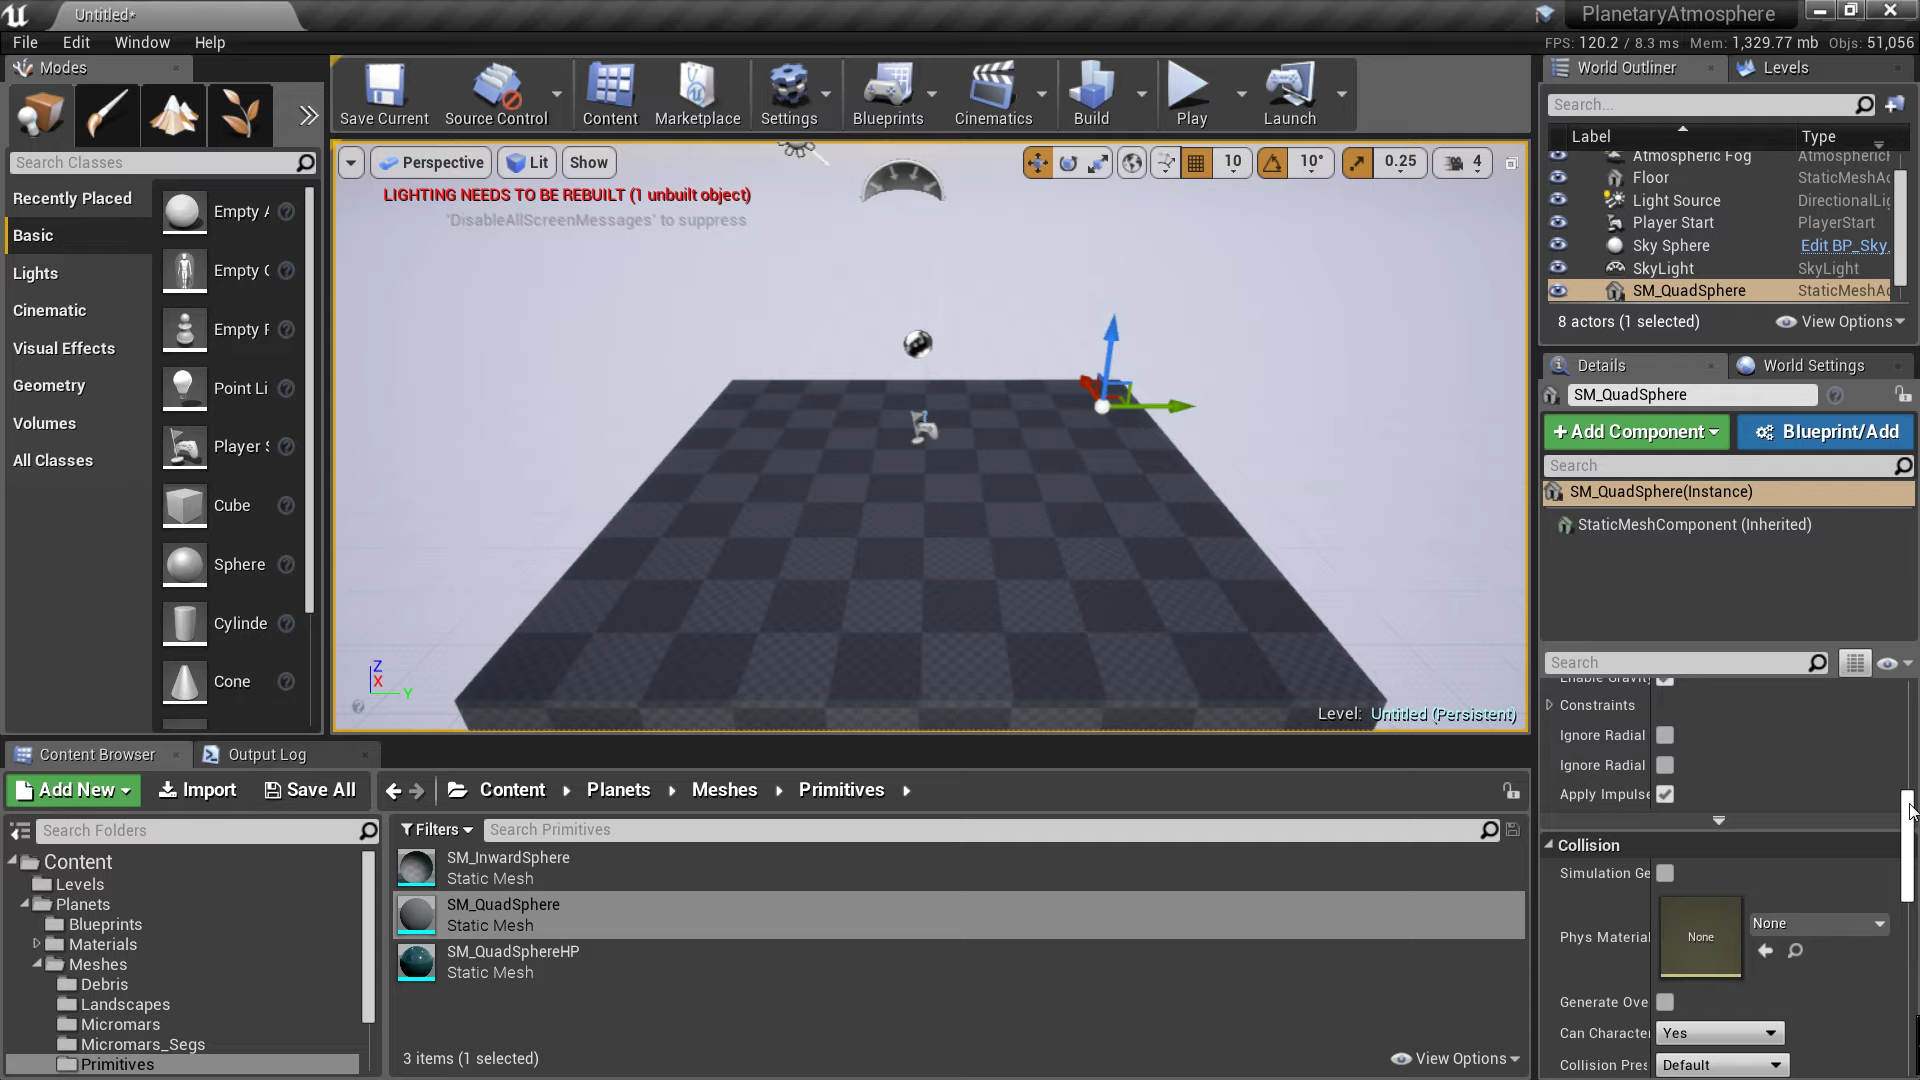 Untitled*
PlanetaryAtmosphere
File Edit Window Help
FPS: 120.2 / 8.3 ms Mem: 1,329.77 mb Objs: 51,056
Modes
Search Classes
Recently Placed
Basic
Lights
Cinematic
Visual Effects
Geometry
Volumes
All Classes
Empty A
Empty C
Empty P
Point Li
Player S
Cube
Sphere
Cylinde
Cone
Save Current
Source Control
Content
Marketplace
Settings
Blueprints
Cinematics
Build
Play
Launch
Perspective
Lit
Show
10
10°
0.25
4
LIGHTING NEEDS TO BE REBUILT (1 unbuilt object)
'DisableAllScreenMessages' to suppress
Z
X
Y
Level: Untitled (Persistent)
World Outliner
Levels
Search...
Label Type
Atmospheric Fog Atmospheric
Floor StaticMeshAc
Light Source DirectionalLig
Player Start PlayerStart
Sky Sphere Edit BP_Sky
SkyLight SkyLight
SM_QuadSphere StaticMeshAc
8 actors (1 selected)
View Options
Details
World Settings
SM_QuadSphere
+ Add Component
Blueprint/Add
Search
SM_QuadSphere(Instance)
StaticMeshComponent (Inherited)
Search
Enable Gravity
Constraints
Ignore Radial
Ignore Radial
Apply Impulse
Collision
Simulation Ge
Phys Material
None
None
Generate Ove
Can Character
Yes
Collision Pres
Default
Content Browser
Output Log
Add New
Import
Save All
Content
Planets
Meshes
Primitives
Search Folders
Content
Levels
Planets
Blueprints
Materials
Meshes
Debris
Landscapes
Micromars
Micromars_Segs
Primitives
Filters
Search Primitives
SM_InwardSphere
Static Mesh
SM_QuadSphere
Static Mesh
SM_QuadSphereHP
Static Mesh
3 items (1 selected)
View Options